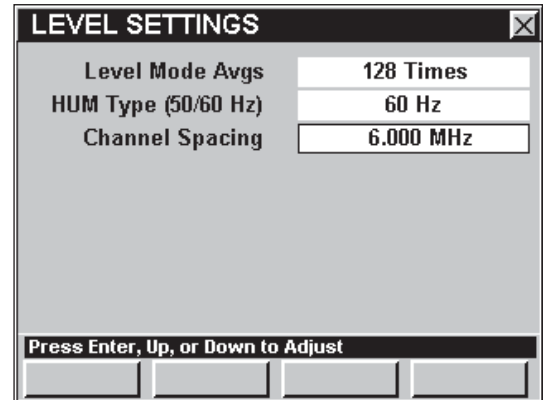 LEVEL SETTINGS
Level Mode Avgs 128 Times
HUM Type (50/60 Hz) 60 Hz
Channel Spacing 6.000 MHz
Press Enter, Up, or Down to Adjust